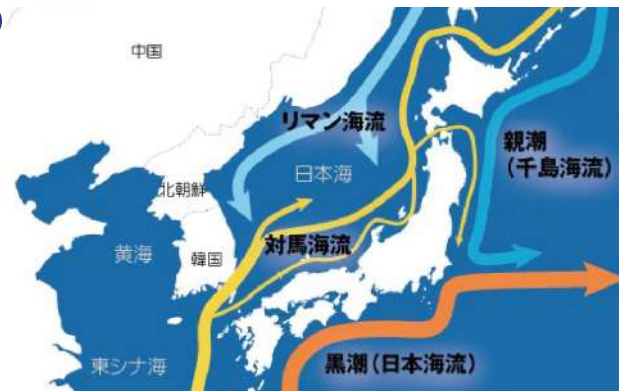 中国
リマン海流
親潮
(千島海流)
日本海
北朝鮮
対馬海流
黄海
韓国
東シナ海
黒潮(日本海流)